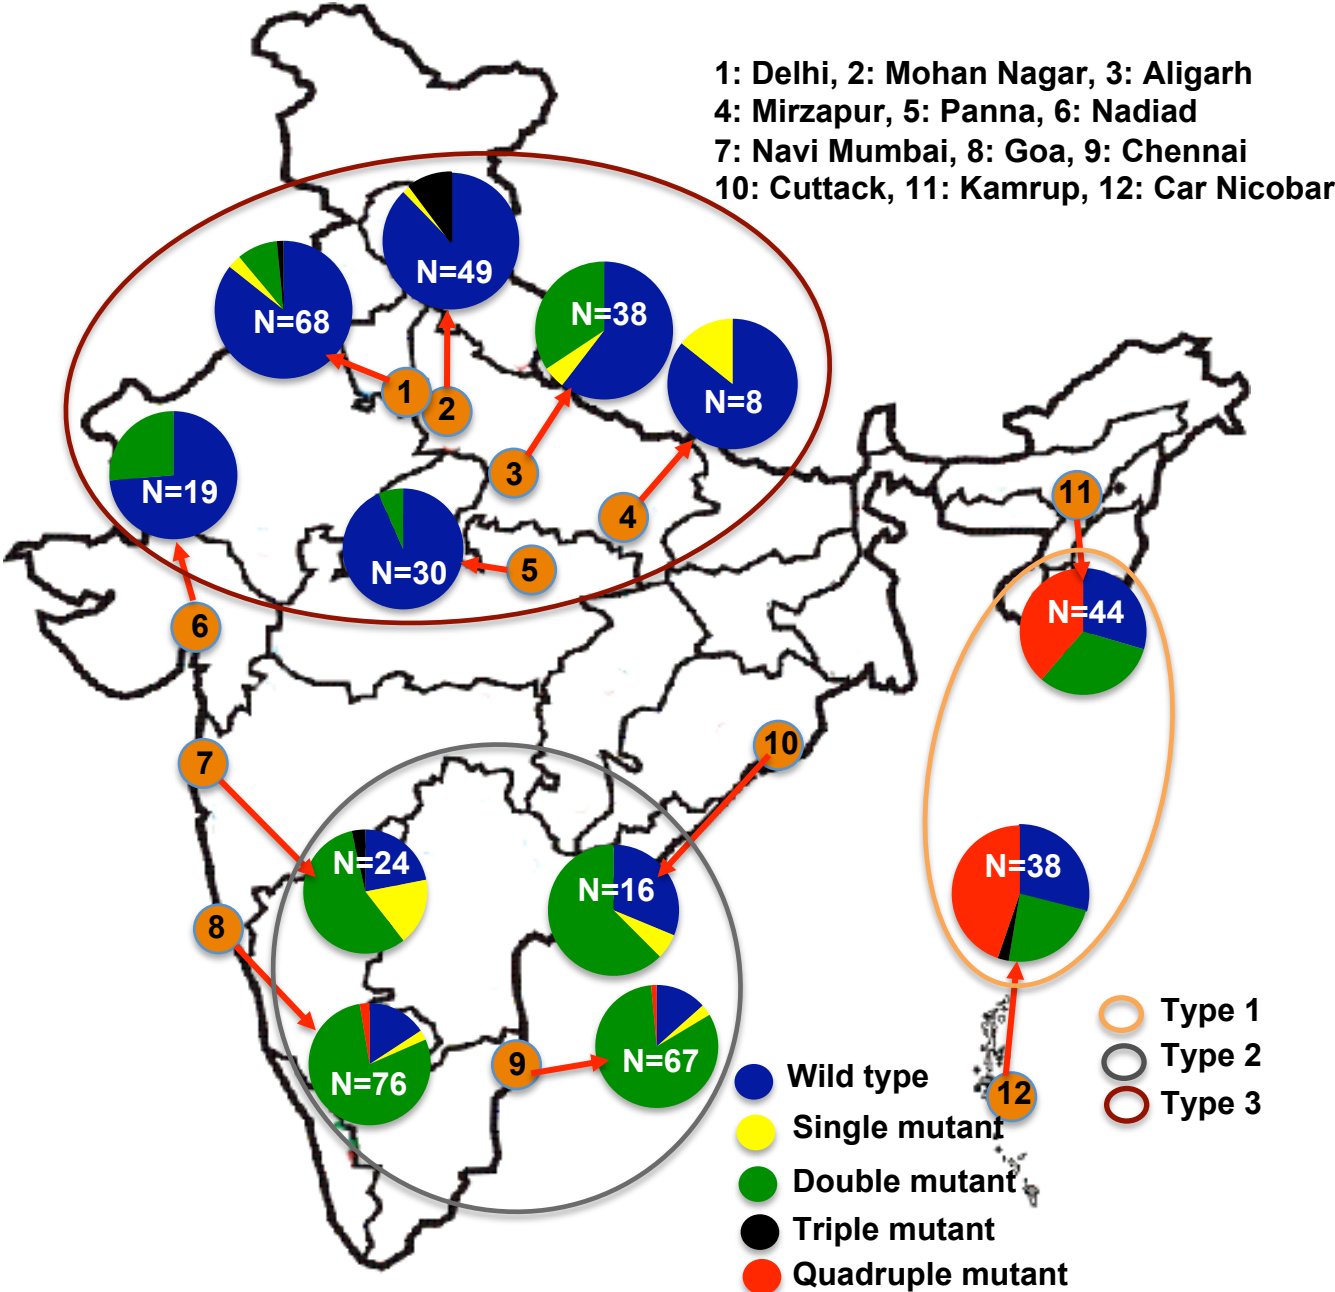 1: Delhi, 2: Mohan Nagar, 3: Aligarh
4: Mirzapur, 5: Panna, 6: Nadiad
7: Navi Mumbai, 8: Goa, 9: Chennai
10: Cuttack, 11: Kamrup, 12: Car Nicobar
N=49
N=68
N=38
N=8
1
2
3
N=19
4
11
N=30
5
6
N=44
7
10
N=24
N=16
N=38
8
9
N=76
N=67
12
Type 1
Type 2
Type 3
Wild type
Single mutant
Double mutant
Triple mutant
Quadruple mutant